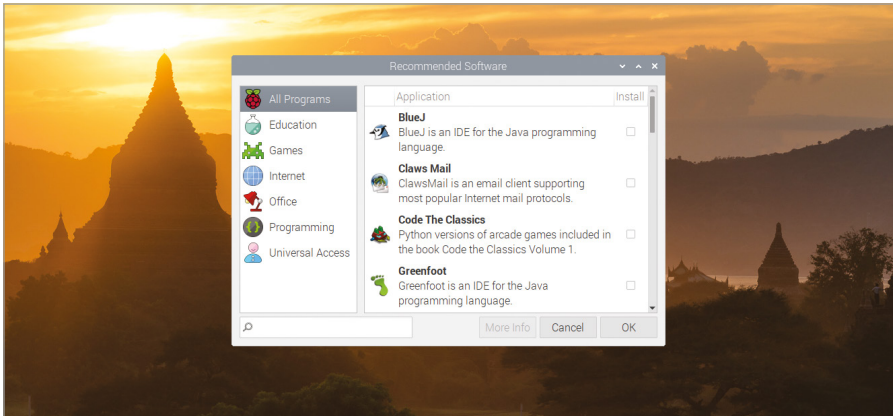 Recommended Software
All Programs
Education
Games
Internet
Office
Programming
Universal Access
Application Install
BlueJ
BlueJ is an IDE for the Java programming
language.
Claws Mail
ClawsMail is an email client supporting
most popular Internet mail protocols.
Code The Classics
Python versions of arcade games included in
the book Code the Classics Volume 1.
Greenfoot
Greenfoot is an IDE for the Java
programming language.
More Info Cancel OK